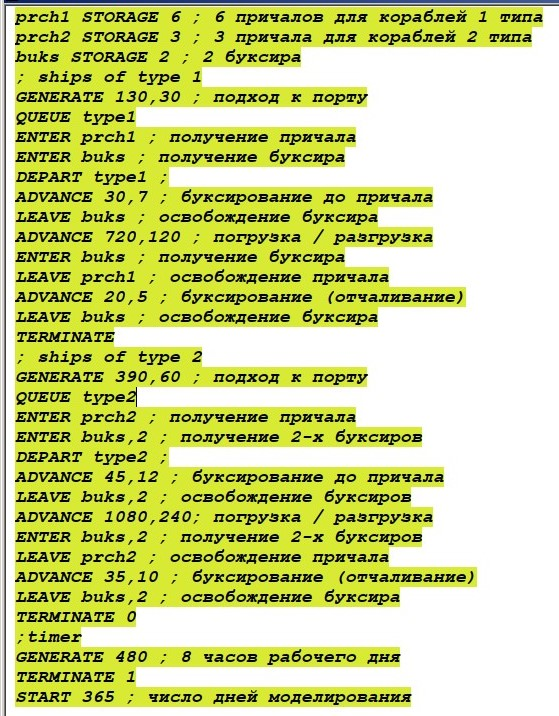 prch1 STORAGE 6 ; 6 причалов для кораблей 1 типа
prch2 STORAGE 3 ; 3 причала для кораблей 2 типа
buks STORAGE 2 ; 2 буксира
; ships of type 1
GENERATE 130,30 ; подход к порту
QUEUE type1
ENTER prch1 ; получение причала
ENTER buks ; получение буксира
DEPART type1 ;
ADVANCE 30,7 ; буксирование до причала
LEAVE buks ; освобождение буксира
ADVANCE 720,120 ; погрузка / разгрузка
ENTER buks ; получение буксира
LEAVE prch1 ; освобождение причала
ADVANCE 20,5 ; буксирование (отчаливание)
LEAVE buks ; освобождение буксира
TERMINATE
; ships of type 2
GENERATE 390,60 ; подход к порту
QUEUE type2
ENTER prch2 ; получение причала
ENTER buks,2 ; получение 2-х буксиров
DEPART type2 ;
ADVANCE 45,12 ; буксирование до причала
LEAVE buks,2 ; освобождение буксиров
ADVANCE 1080,240; погрузка / разгрузка
ENTER buks,2 ; получение 2-х буксиров
LEAVE prch2 ; освобождение причала
ADVANCE 35,10 ; буксирование (отчаливание)
LEAVE buks,2 ; освобождение буксира
TERMINATE 0
;timer
GENERATE 480 ; 8 часов рабочего дня
TERMINATE 1
START 365 ; число дней моделирования